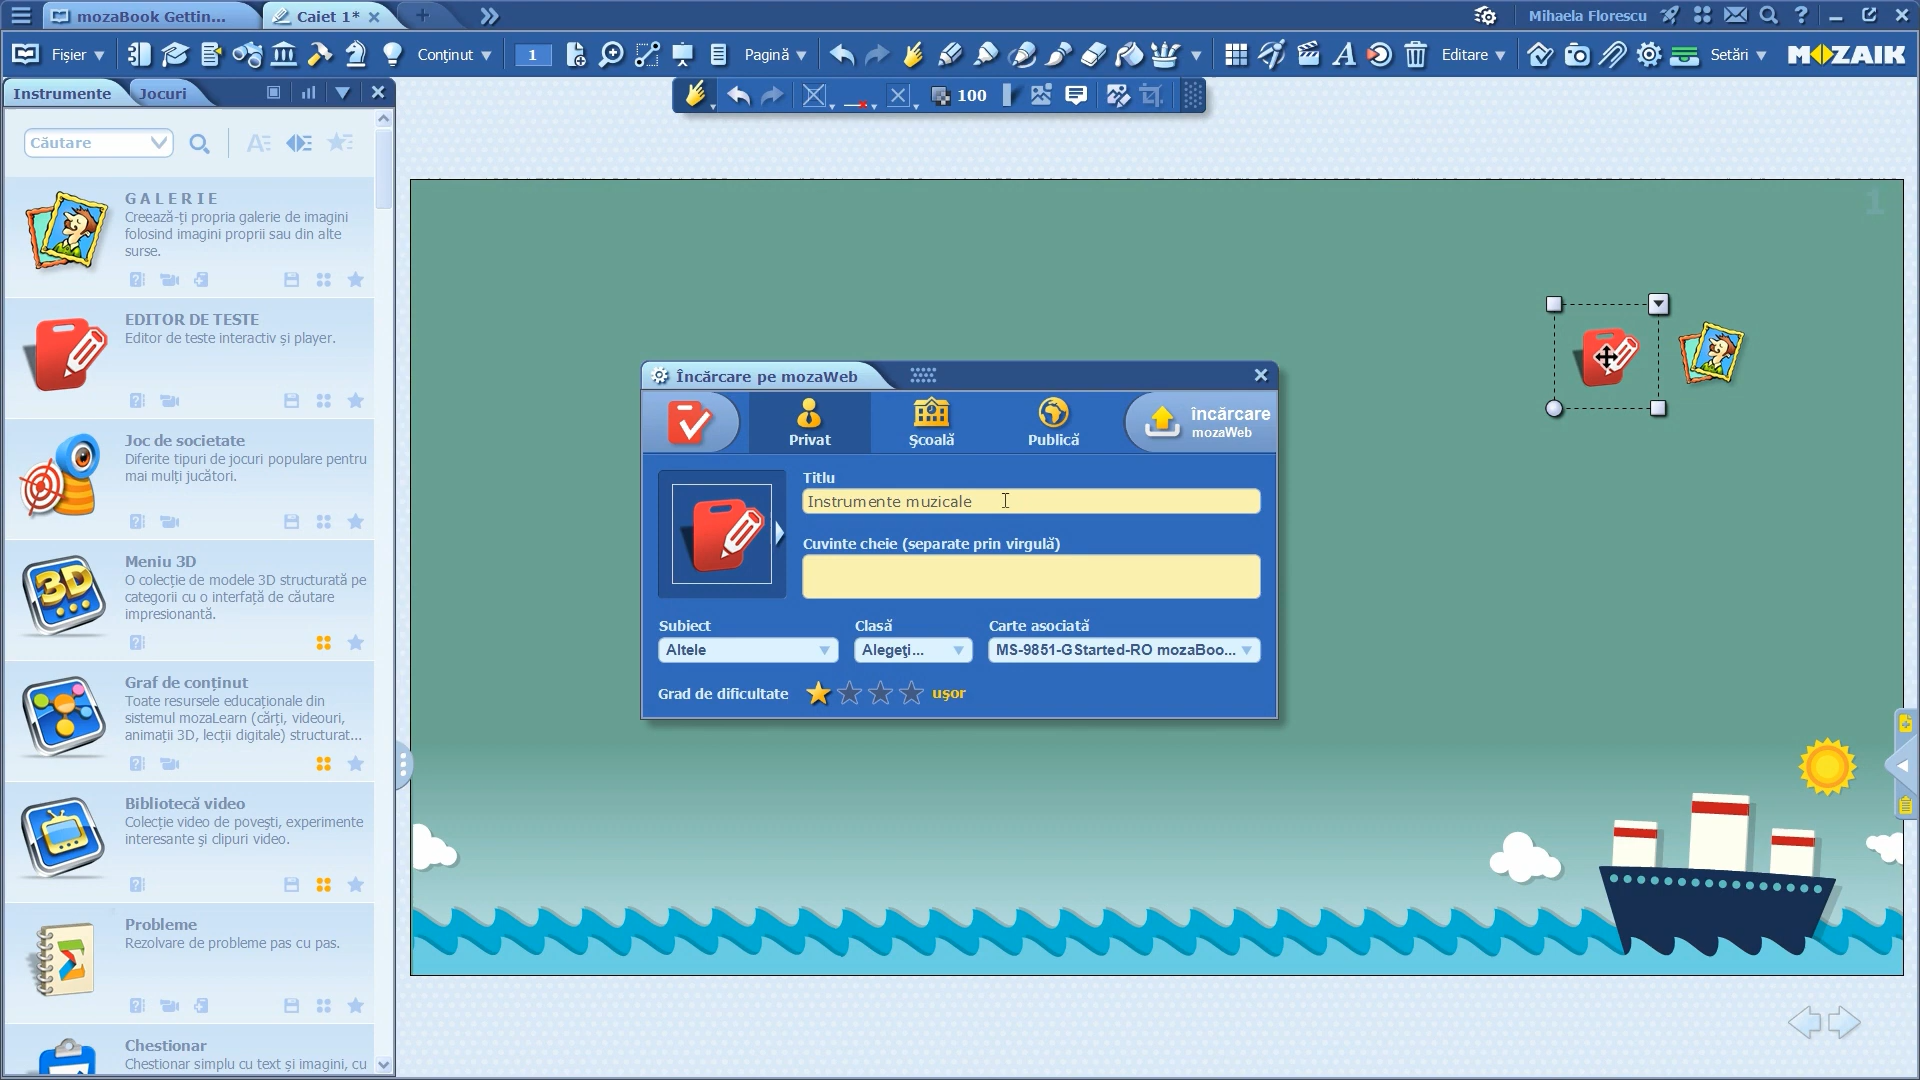 mozaBook Gettin...
Caiet 1*
Mihaela Florescu
Fișier
Conținut
1
Pagină
Editare
Setări
MOZAIK
Instrumente
Jocuri
100
Căutare
GALERIE
Creează-ți propria galerie de imagini
folosind imagini proprii sau din alte
surse.
EDITOR DE TESTE
Editor de teste interactiv și player.
Joc de societate
Diferite tipuri de jocuri populare pentru
mai mulți jucători.
Meniu 3D
O colecție de modele 3D structurată pe
categorii cu o interfață de căutare
impresionantă.
Graf de conținut
Toate resursele educaționale din
sistemul mozaLearn (cărți, videouri,
animații 3D, lecții digitale) structurat...
Bibliotecă video
Colecție video de povești, experimente
interesante și clipuri video.
Probleme
Rezolvare de probleme pas cu pas.
Chestionar
Chestionar simplu cu text și imagini, cu
1
Încărcare pe mozaWeb
Privat
Școală
Publică
încărcare
mozaWeb
Titlu
Instrumente muzicale
Cuvinte cheie (separate prin virgulă)
Subiect
Clasă
Carte asociată
Altele
Alegeți...
MS-9851-GStarted-RO mozaBoo...
Grad de dificultate
ușor